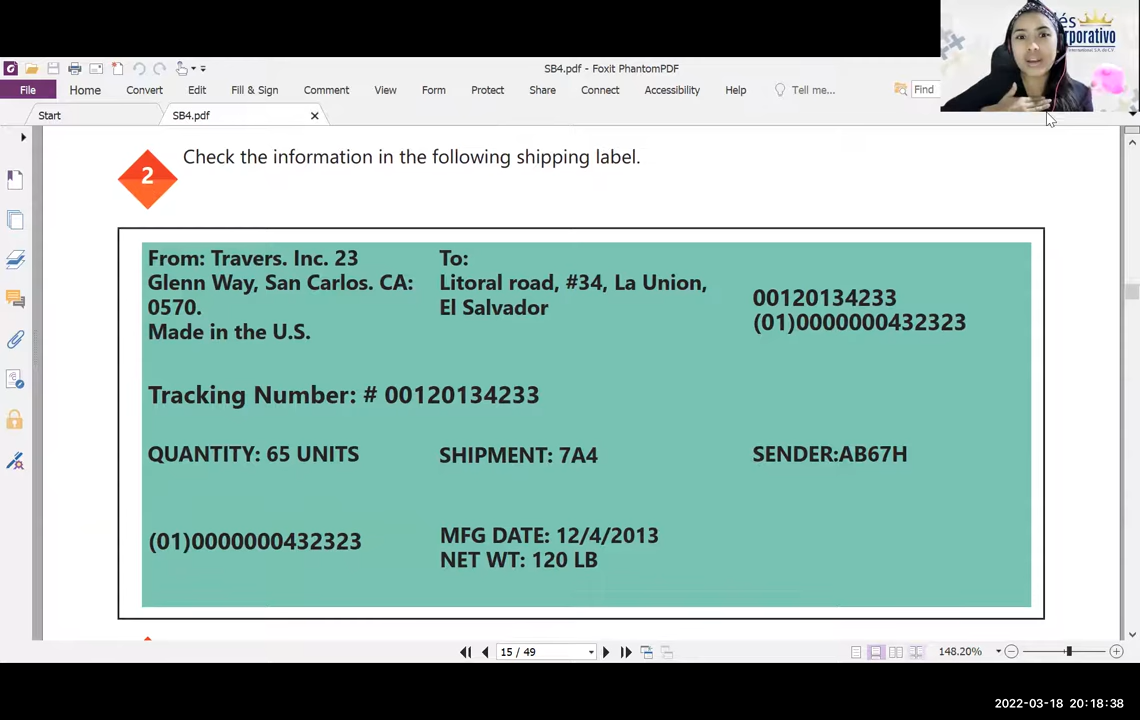 SB4.pdf - Foxit PhantomPDF
File Home Convert Edit Fill & Sign Comment View Form Protect Share Connect Accessibility Help Tell me... Find
Start SB4.pdf
2 Check the information in the following shipping label.
From: Travers. Inc. 23
Glenn Way, San Carlos. CA:
0570.
Made in the U.S.
To:
Litoral road, #34, La Union,
El Salvador
00120134233
(01)0000000432323
Tracking Number: # 00120134233
QUANTITY: 65 UNITS
SHIPMENT: 7A4
SENDER:AB67H
(01)0000000432323
MFG DATE: 12/4/2013
NET WT: 120 LB
15 / 49
148.20%
2022-03-18 20:18:38